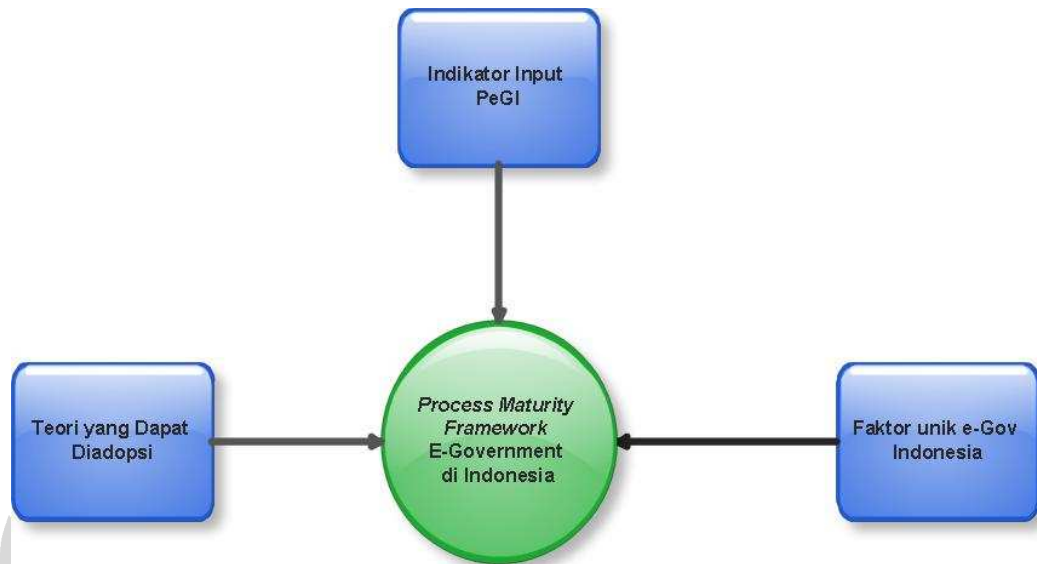 Indikator Input
PeGI
Teori yang Dapat
Diadopsi
Process Maturity
Framework
E-Government
di Indonesia
Faktor unik e-Gov
Indonesia